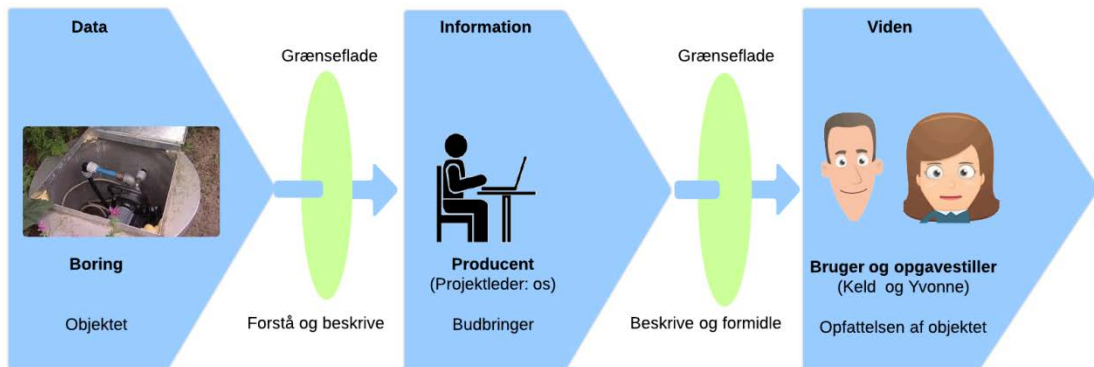 Data
Grænseflade
Boring
Objektet
Forstå og beskrive
Information
Producent
(Projektleder: os)
Budbringer
Grænseflade
Beskrive og formidle
Viden
Bruger og opgavestiller
(Keld og Yvonne)
Opfattelsen af objektet